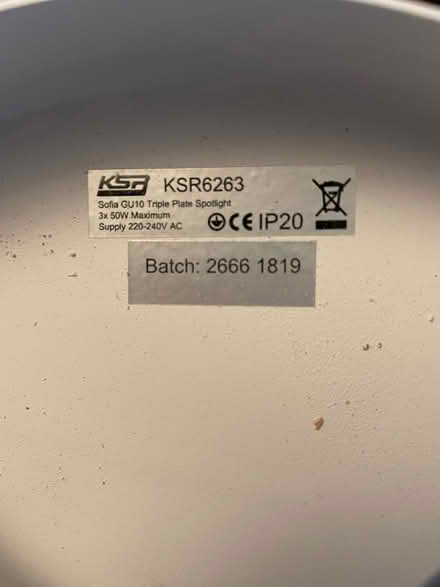 KSR KSR6263
Sofia GU10 Triple Plate Spotlight
3x 50W Maximum
Supply 220-240V AC CE IP20
Batch: 2666 1819